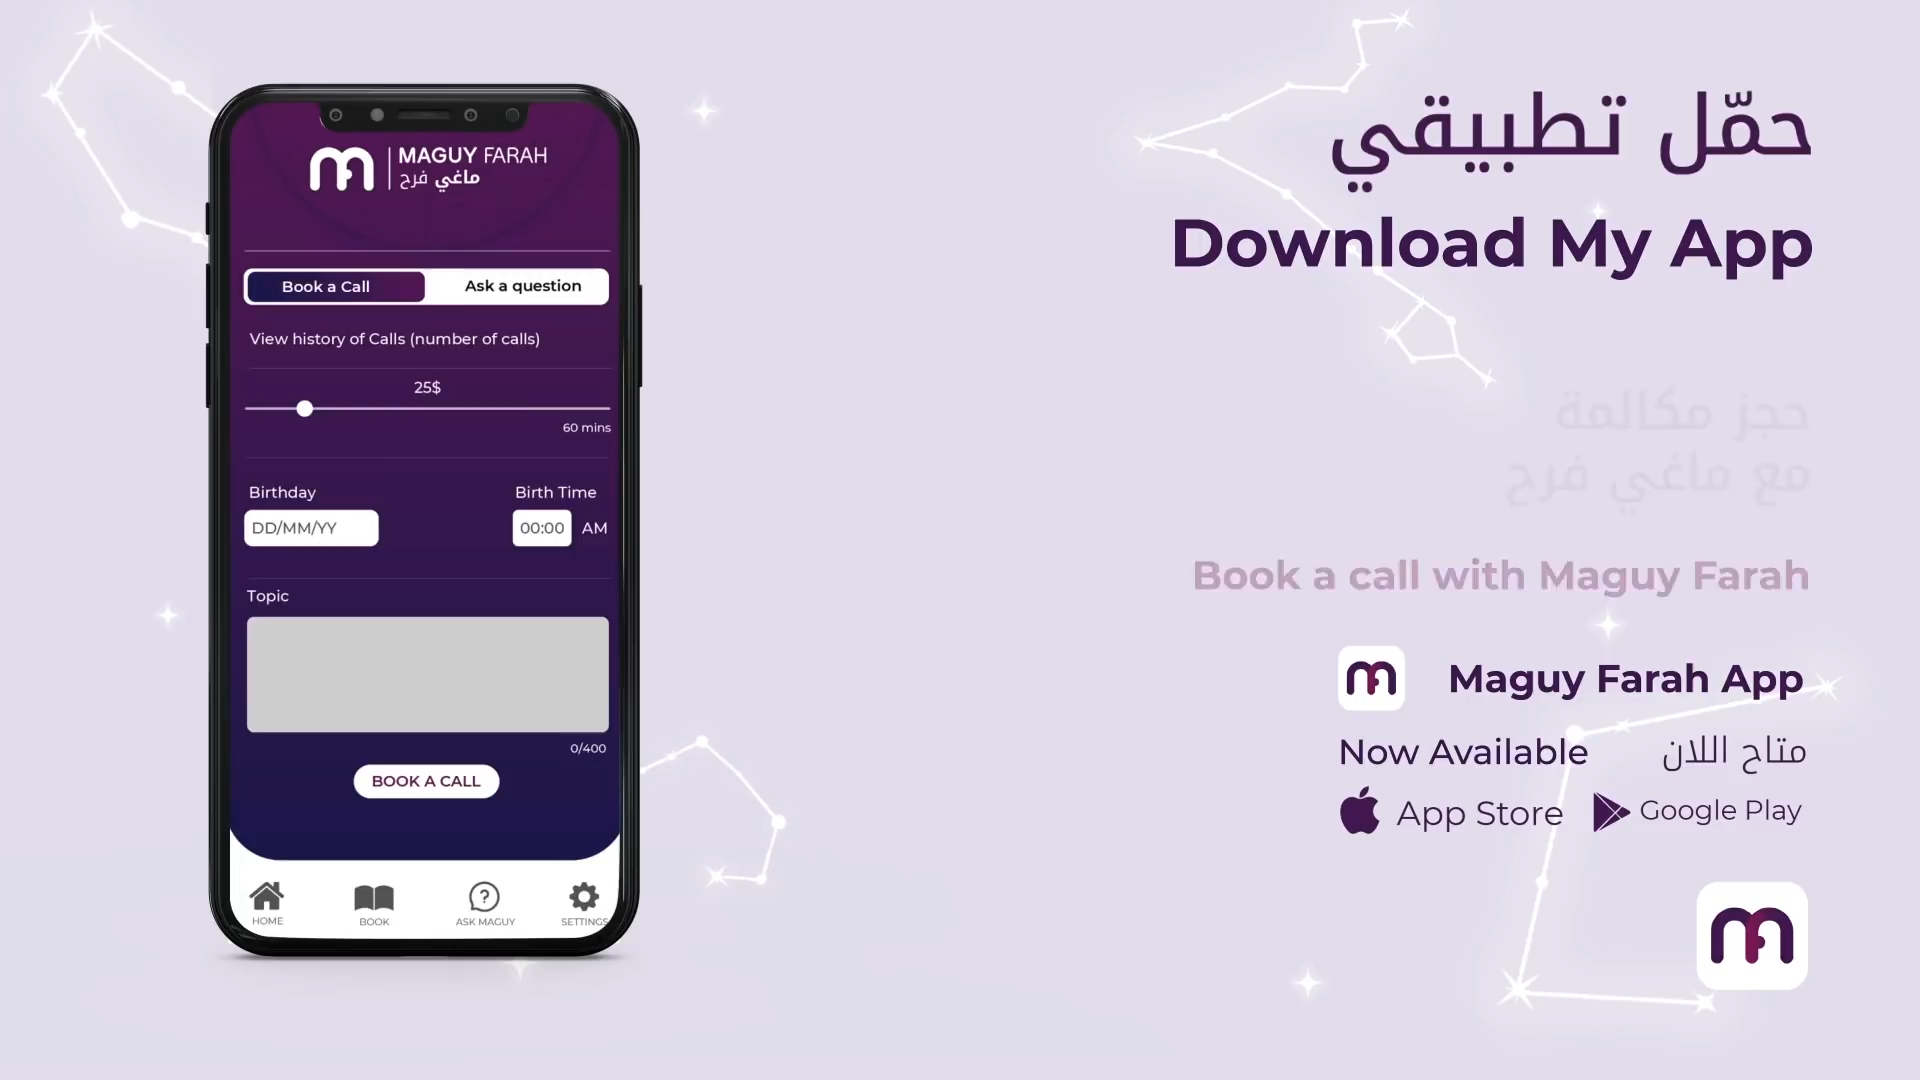 MAGUY FARAH
ماغي فرح
Book a Call
Ask a question
View history of Calls (number of calls)
25$
60 mins
Birthday
Birth Time
DD/MM/YY
00:00 AM
Topic
0/400
BOOK A CALL
HOME
BOOK
ASK MAGUY
SETTINGS
حمّل تطبيقي
Download My App
حجز مكالمة
مع ماغي فرح
Book a call with Maguy Farah
Maguy Farah App
Now Available
متاح اللان
App Store
Google Play